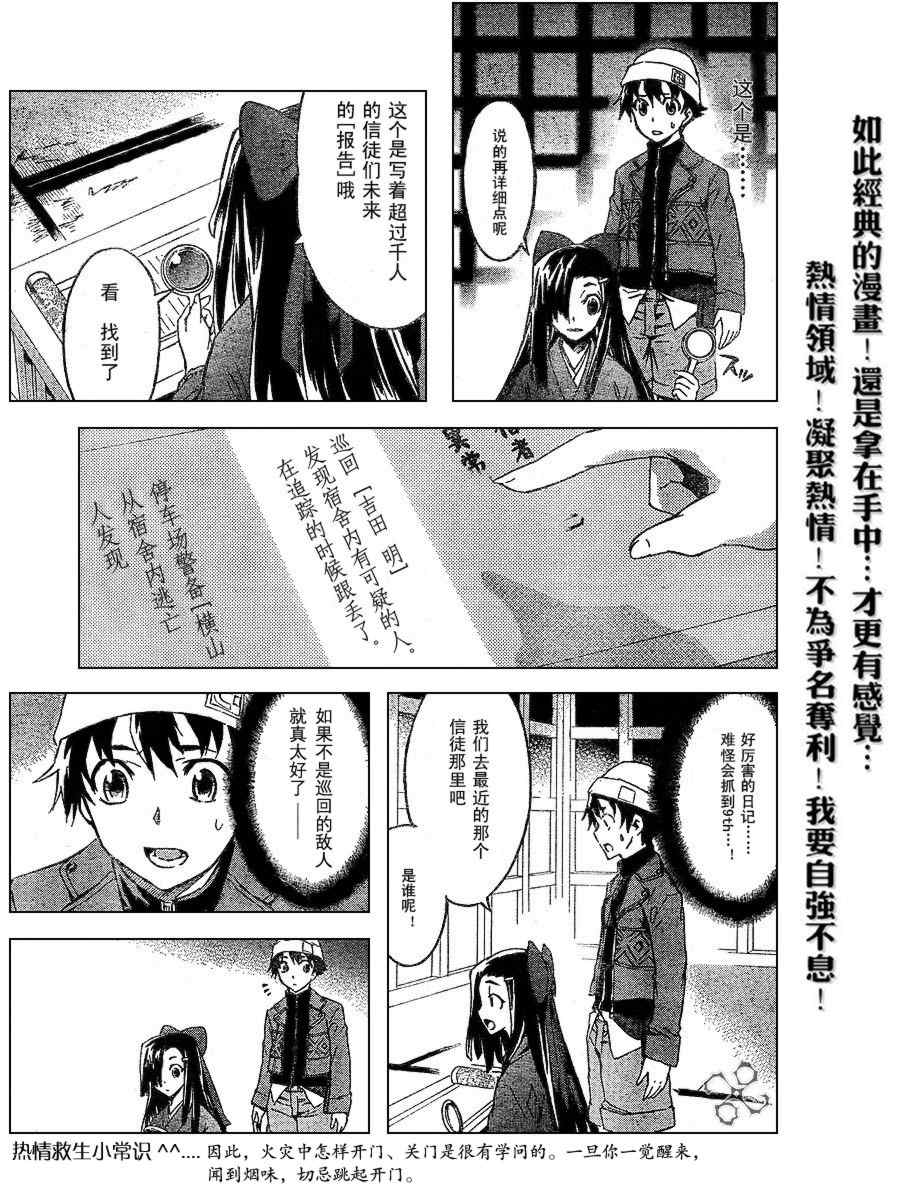 这个是……
说的再详细点呢
ス…ッ
这个是写着超过千人
的信徒们未来
的[报告]哦
看 找到了
信者
異常
巡回 [吉田 明]
发现宿舍内有可疑的人。
在追踪的时候跟丢了。
停车场警备[横山
从宿舍内逃亡
人发现
好厉害的日记……
难怪会抓到9th…!
我们去最近的那个
信徒那里吧
是谁呢!
如果不是巡回的敌人
就真太好了——
如此經典的漫畫!還是拿在手中…才更有感覺…
熱情領域!凝聚熱情!不為爭名奪利!我要自強不息!
热情救生小常识 ^^.... 因此，火灾中怎样开门、关门是很有学问的。一旦你一觉醒来，
闻到烟味，切忌跳起开门。